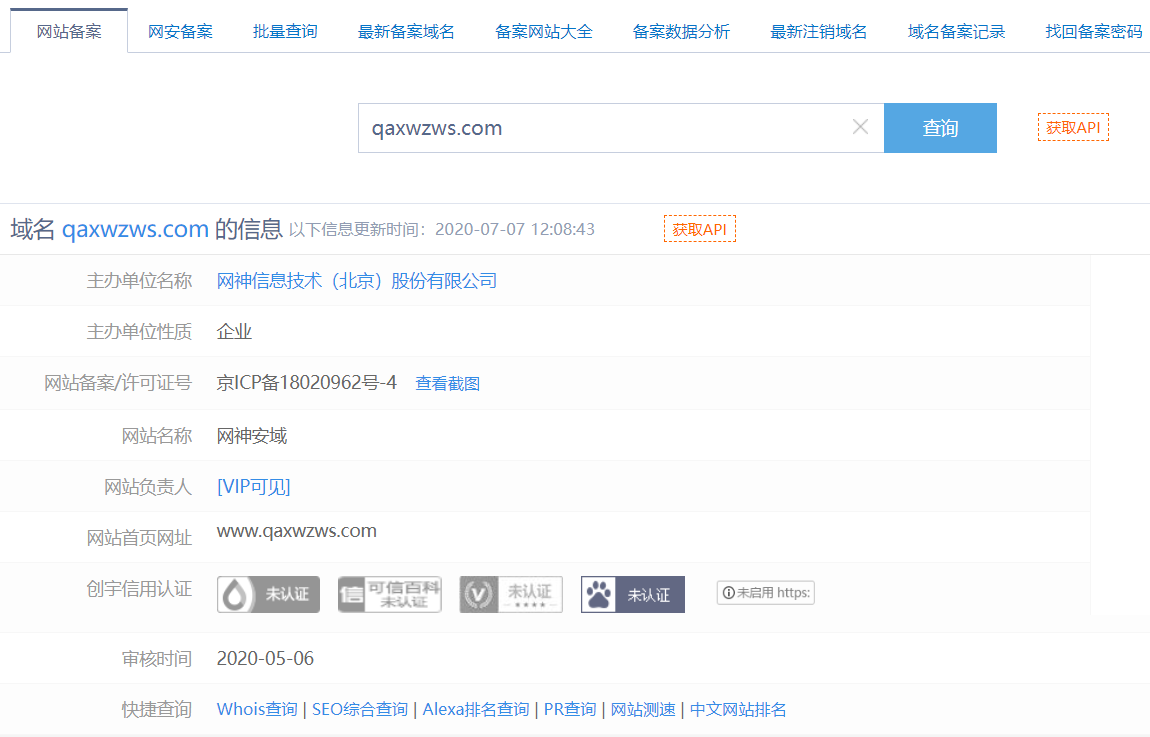 网站备案 网安备案 批量查询 最新备案域名 备案网站大全 备案数据分析 最新注销域名 域名备案记录 找回备案密码
qaxwzws.com 查询 获取API
域名 qaxwzws.com 的信息 以下信息更新时间：2020-07-07 12:08:43 获取API
主办单位名称 网神信息技术（北京）股份有限公司
主办单位性质 企业
网站备案/许可证号 京ICP备18020962号-4 查看截图
网站名称 网神安域
网站负责人 [VIP可见]
网站首页网址 www.qaxwzws.com
创宇信用认证 未认证 信 可信百科 未认证 V 未认证 未认证 未启用 https:
审核时间 2020-05-06
快捷查询 Whois查询 | SEO综合查询 | Alexa排名查询 | PR查询 | 网站测速 | 中文网站排名